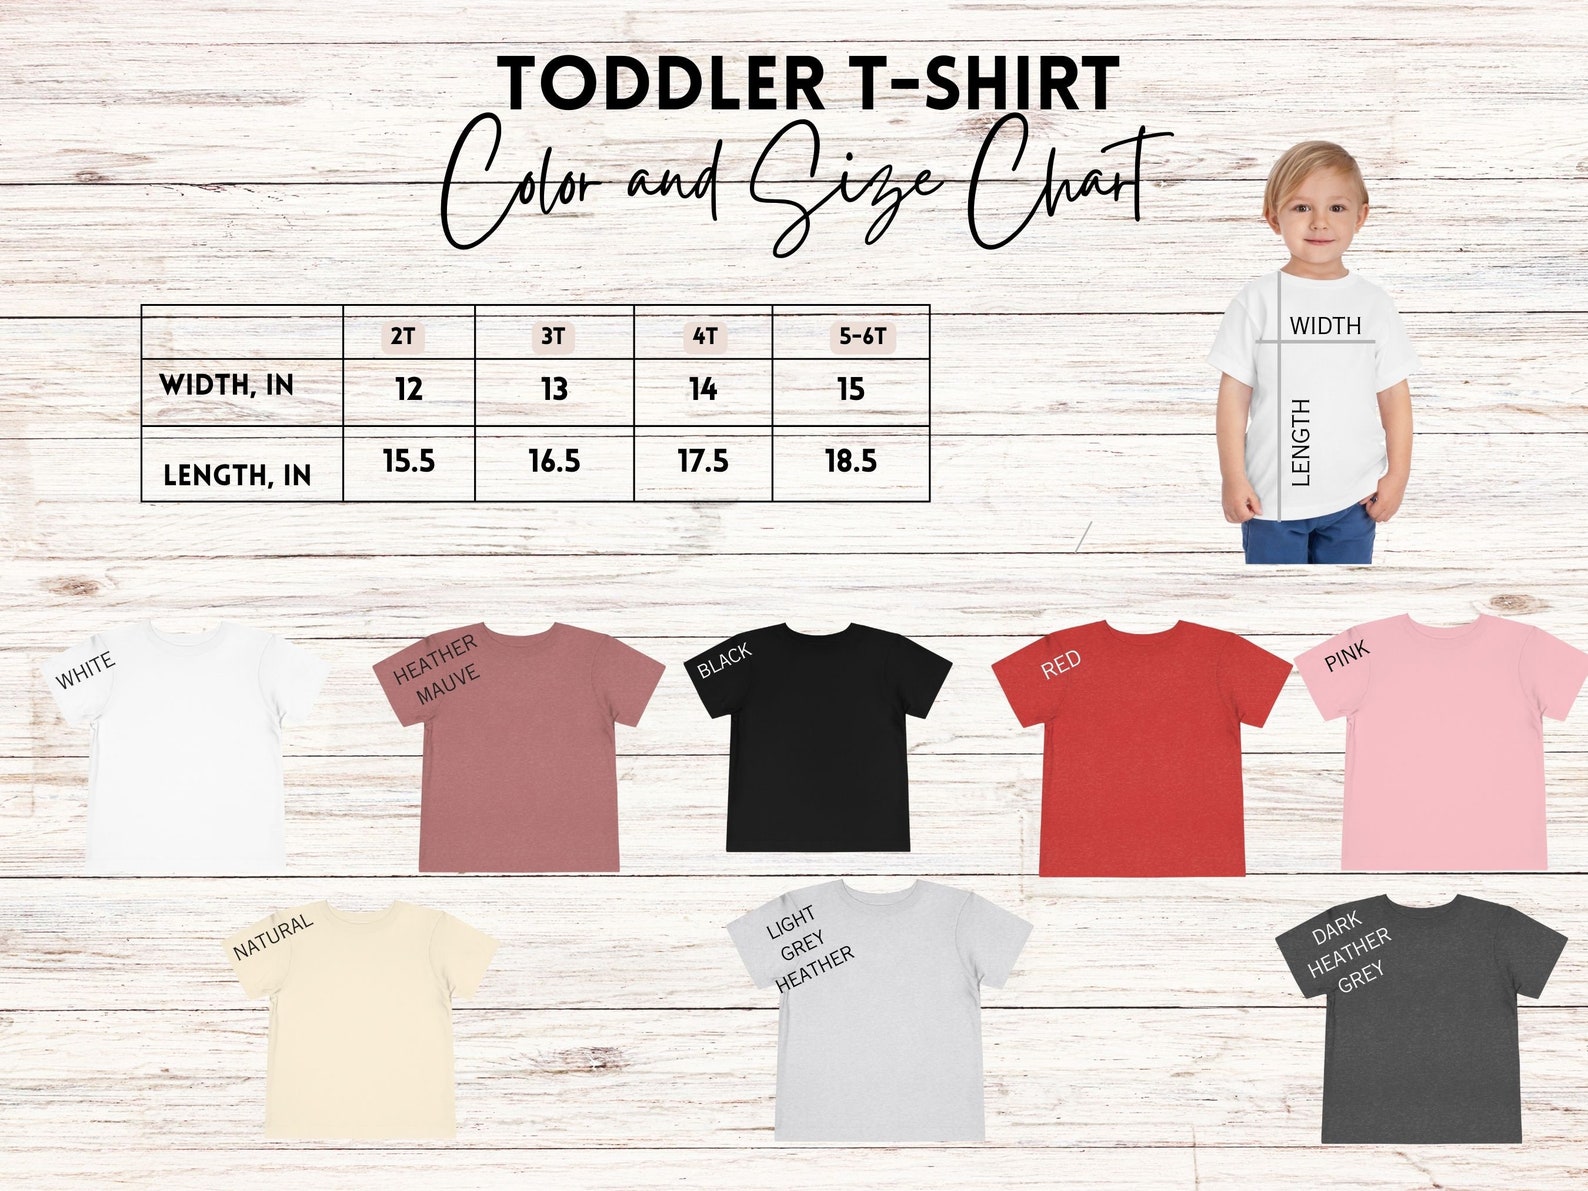 TODDLER T-SHIRT
Color and Size Chart
2T 3T 4T 5-6T
WIDTH, IN 12 13 14 15
LENGTH, IN 15.5 16.5 17.5 18.5
WIDTH
LENGTH
WHITE
HEATHER
MAUVE
BLACK
RED
PINK
NATURAL
LIGHT
GREY
HEATHER
DARK
HEATHER
GREY